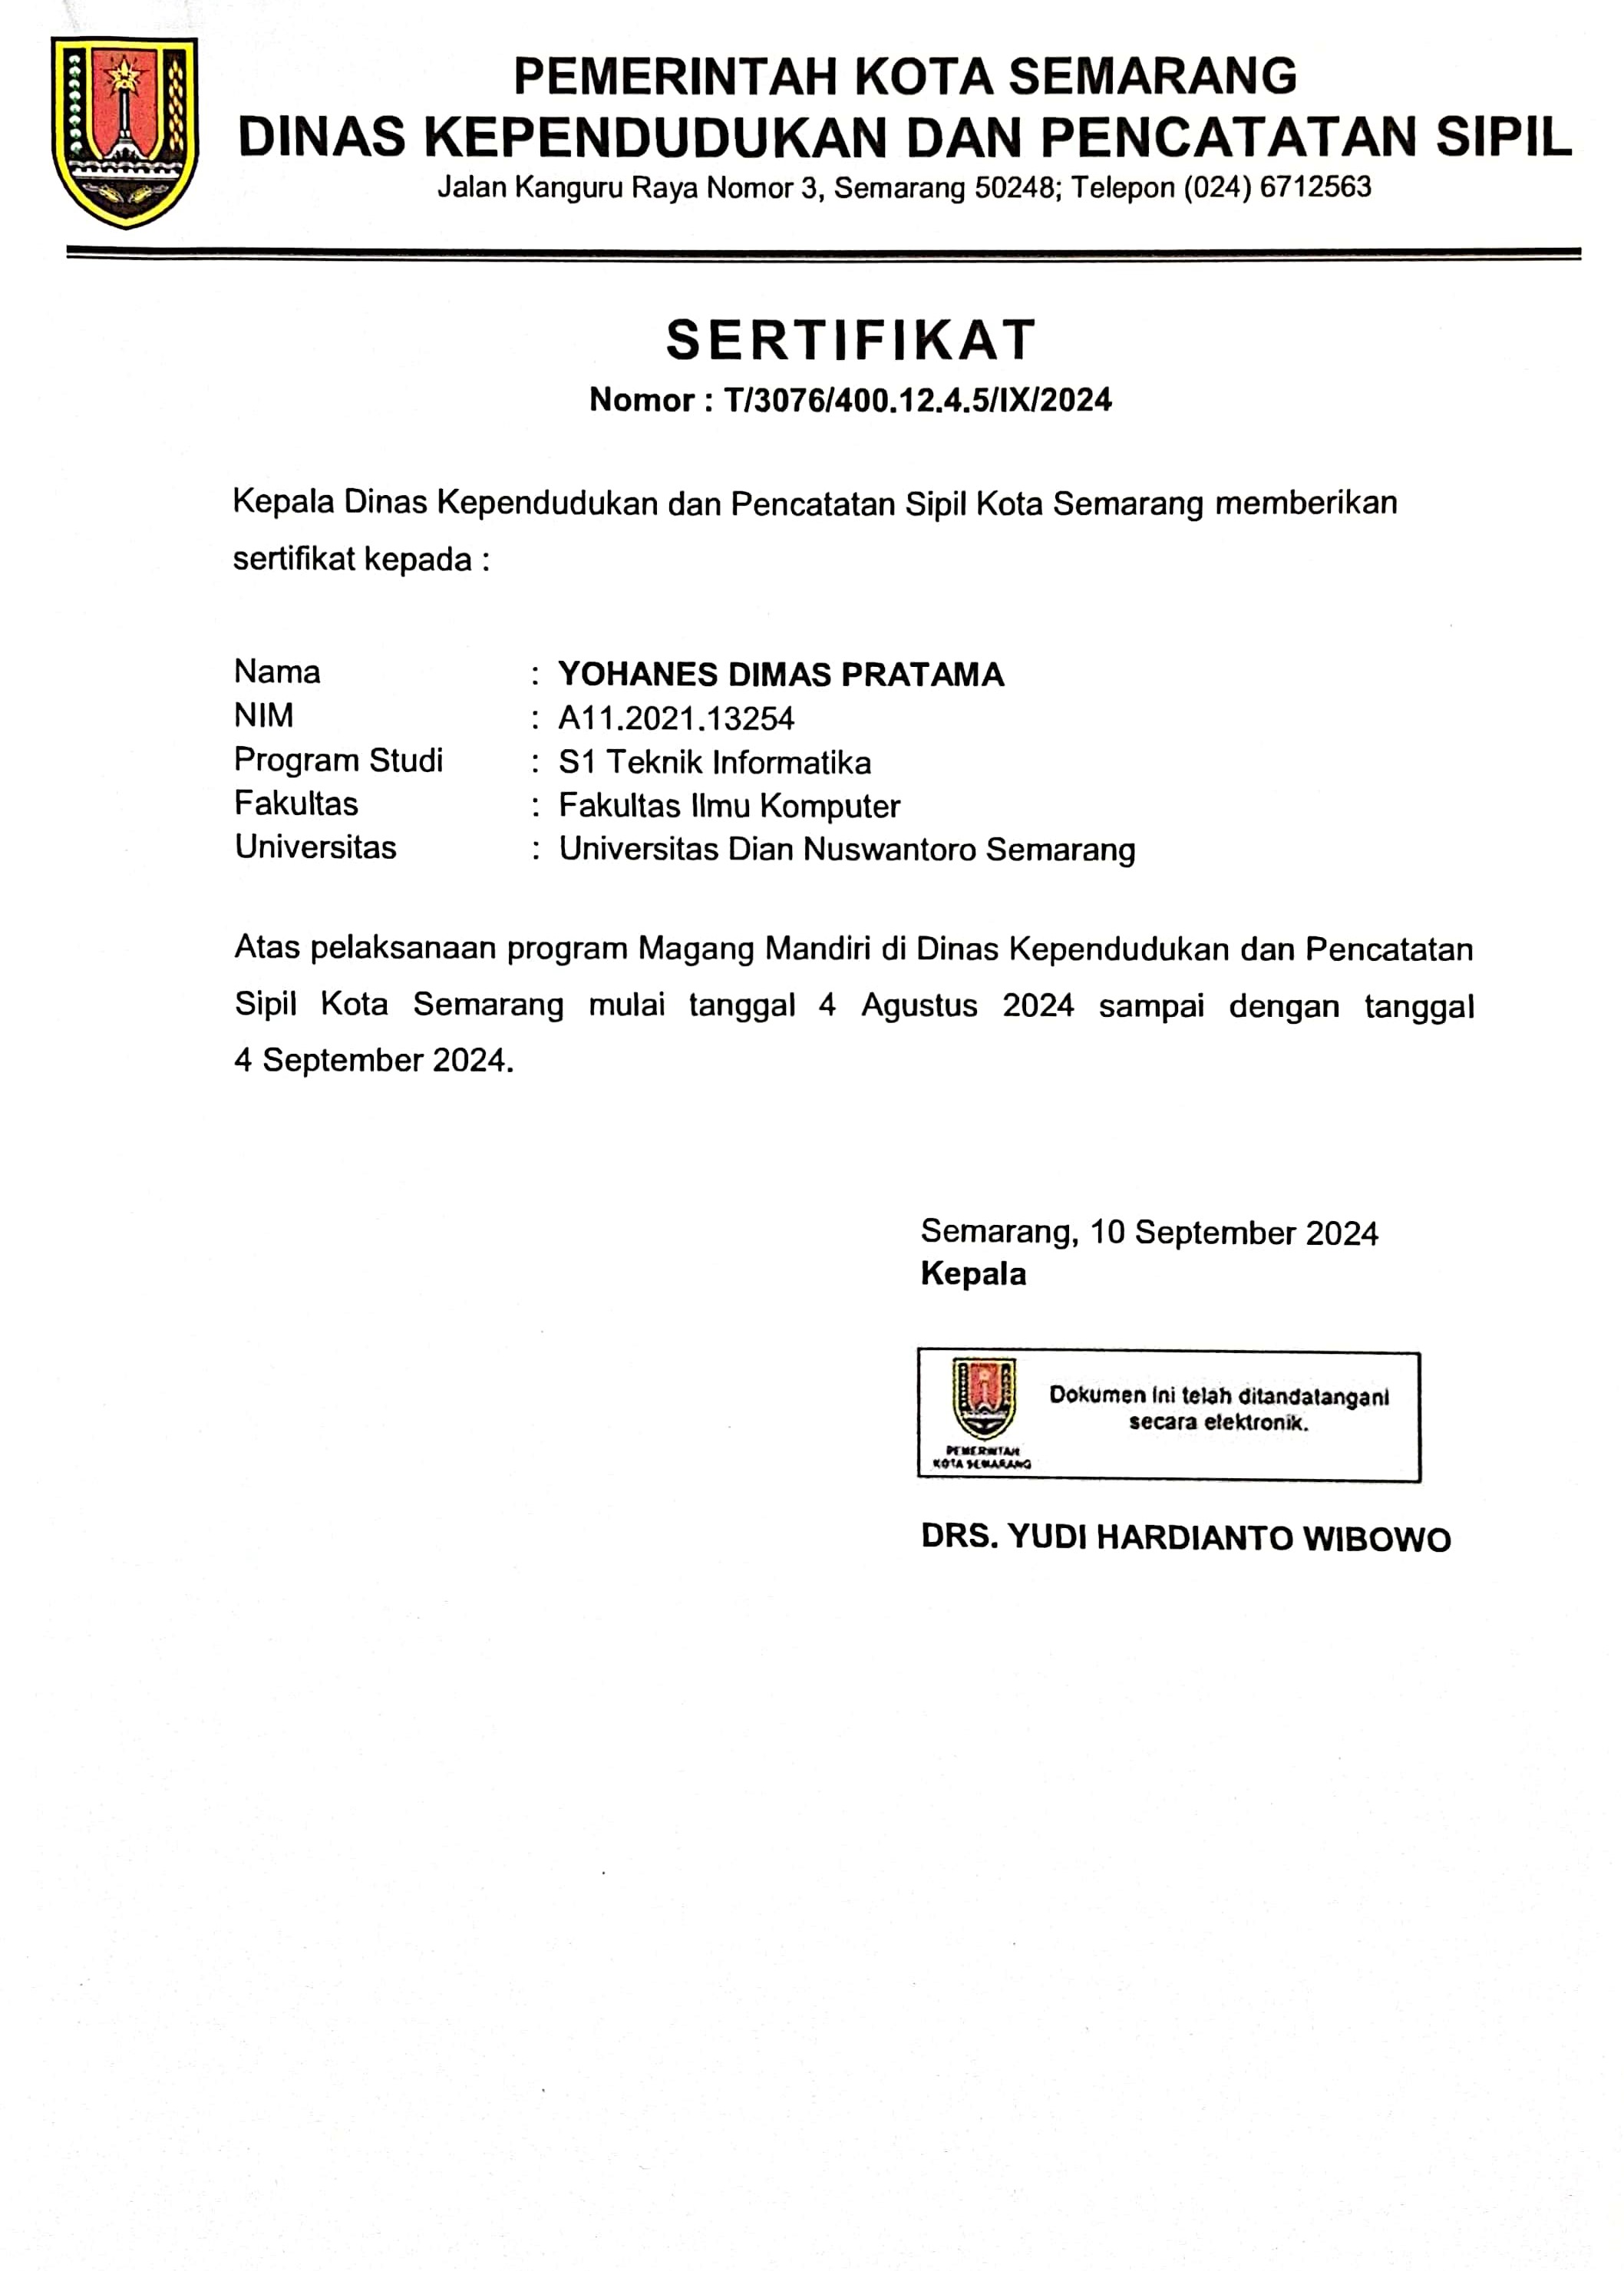 PEMERINTAH KOTA SEMARANG
DINAS KEPENDUDUKAN DAN PENCATATAN SIPIL
Jalan Kanguru Raya Nomor 3, Semarang 50248; Telepon (024) 6712563
SERTIFIKAT
Nomor : T/3076/400.12.4.5/IX/2024
Kepala Dinas Kependudukan dan Pencatatan Sipil Kota Semarang memberikan
sertifikat kepada :
Nama : YOHANES DIMAS PRATAMA
NIM : A11.2021.13254
Program Studi : S1 Teknik Informatika
Fakultas : Fakultas Ilmu Komputer
Universitas : Universitas Dian Nuswantoro Semarang
Atas pelaksanaan program Magang Mandiri di Dinas Kependudukan dan Pencatatan
Sipil Kota Semarang mulai tanggal 4 Agustus 2024 sampai dengan tanggal
4 September 2024.
Semarang, 10 September 2024
Kepala
Dokumen ini telah ditandatangani
secara elektronik.
PEMERINTAH
KOTA SEMARANG
DRS. YUDI HARDIANTO WIBOWO